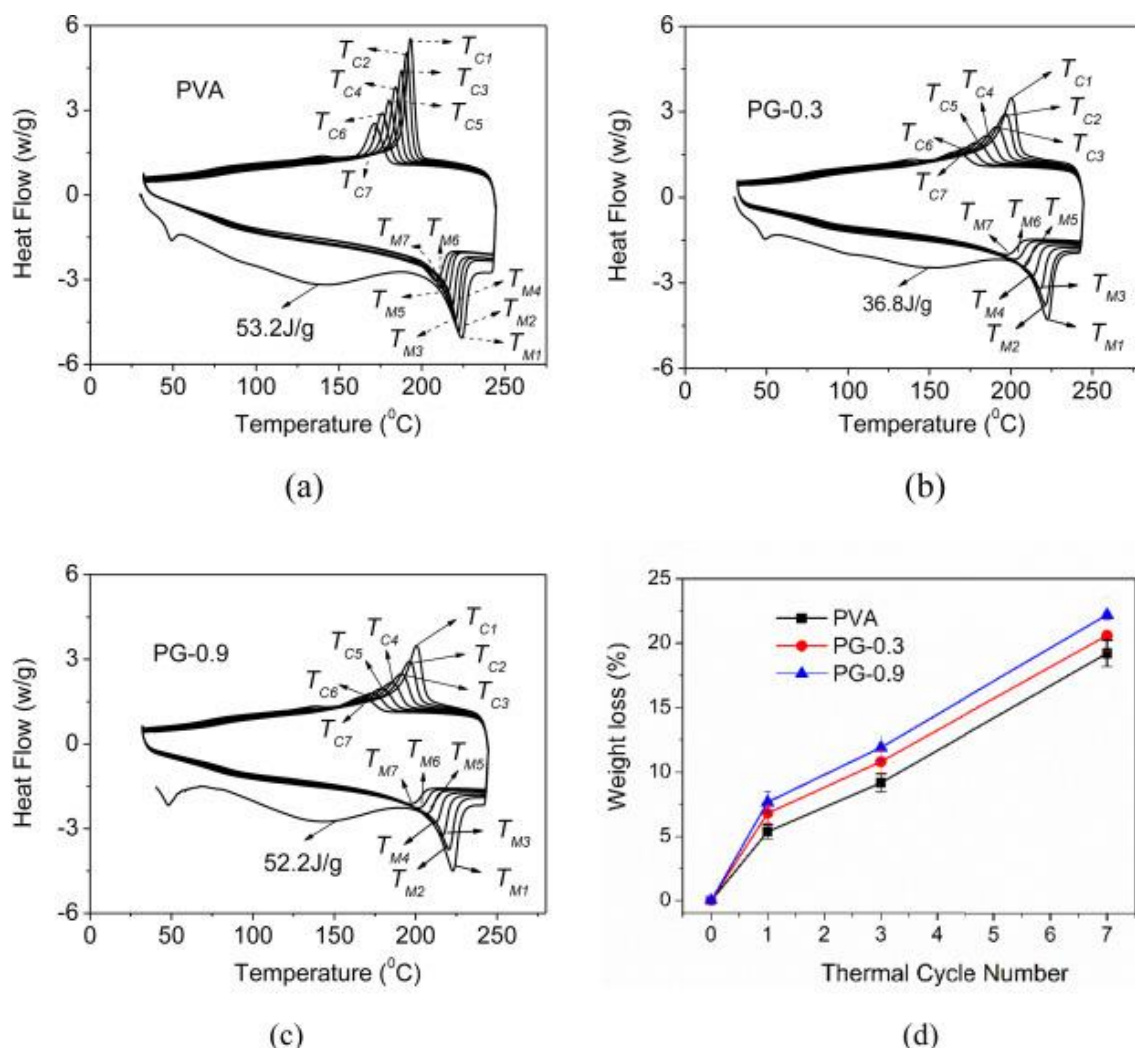 6
3
0
-3
-6
Heat Flow (w/g)
PVA
T_C2
T_C1
T_C4
T_C3
T_C6
T_C5
T_C7
T_M7
T_M6
T_M4
T_M5
T_M2
T_M3
T_M1
53.2J/g
0 50 100 150 200 250
Temperature (⁰C)
(a)
6
3
0
-3
-6
Heat Flow (w/g)
PG-0.3
T_C1
T_C4
T_C5
T_C2
T_C6
T_C3
T_C7
T_M7
T_M6
T_M5
T_M3
T_M4
T_M2
T_M1
36.8J/g
0 50 100 150 200 250
Temperature (⁰C)
(b)
6
3
0
-3
-6
Heat Flow (w/g)
PG-0.9
T_C1
T_C4
T_C5
T_C2
T_C6
T_C3
T_C7
T_M7
T_M6
T_M5
T_M3
T_M4
T_M2
T_M1
52.2J/g
0 50 100 150 200 250
Temperature (⁰C)
(c)
25
20
15
10
5
0
Weight loss (%)
PVA
PG-0.3
PG-0.9
0 1 2 3 4 5 6 7
Thermal Cycle Number
(d)